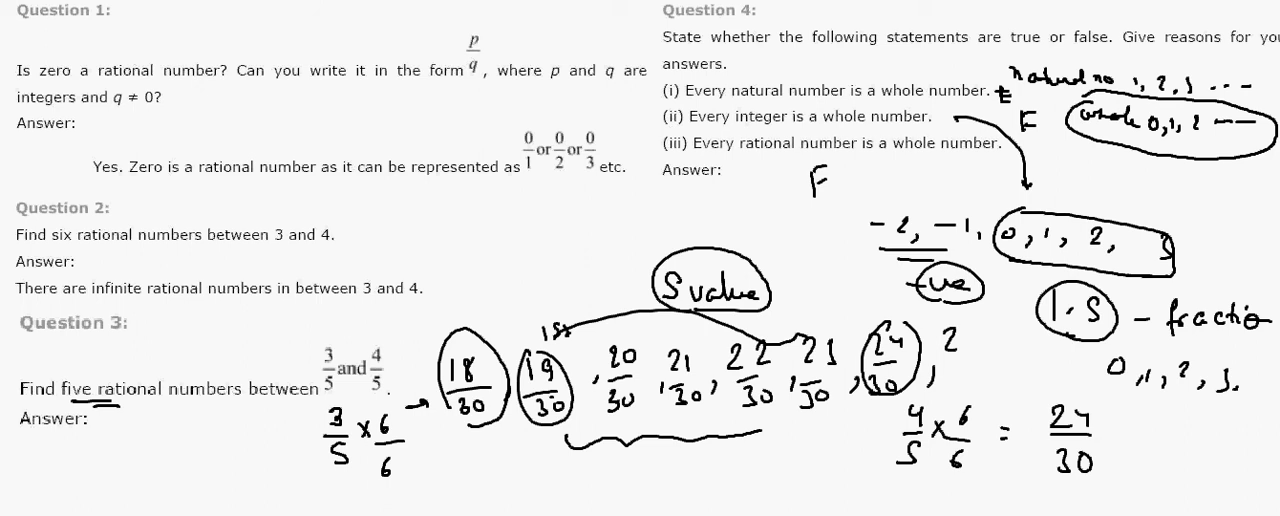 Question 1:
Is zero a rational number? Can you write it in the form p/q, where p and q are
integers and q ≠ 0?
Answer:
Yes. Zero is a rational number as it can be represented as 0/1 or 0/2 or 0/3 etc.
Question 2:
Find six rational numbers between 3 and 4.
Answer:
There are infinite rational numbers in between 3 and 4.
Question 3:
Find five rational numbers between 3/5 and 4/5.
Answer:
3/5 × 6/6
18/30 19/30, 20/30, 21/30, 22/30, 23/30, 24/30, 2
1st
5 value
4/5 × 6/6 = 24/30
Question 4:
State whether the following statements are true or false. Give reasons for you
answers.
(i) Every natural number is a whole number. t
(ii) Every integer is a whole number. F
(iii) Every rational number is a whole number.
Answer:
F
Natural no 1, 2, 3 ...
whole 0, 1, 2 ---
-2, -1, 0, 1, 2, 3
+ve
1.5 - fractio
0, 1, 2, 3.